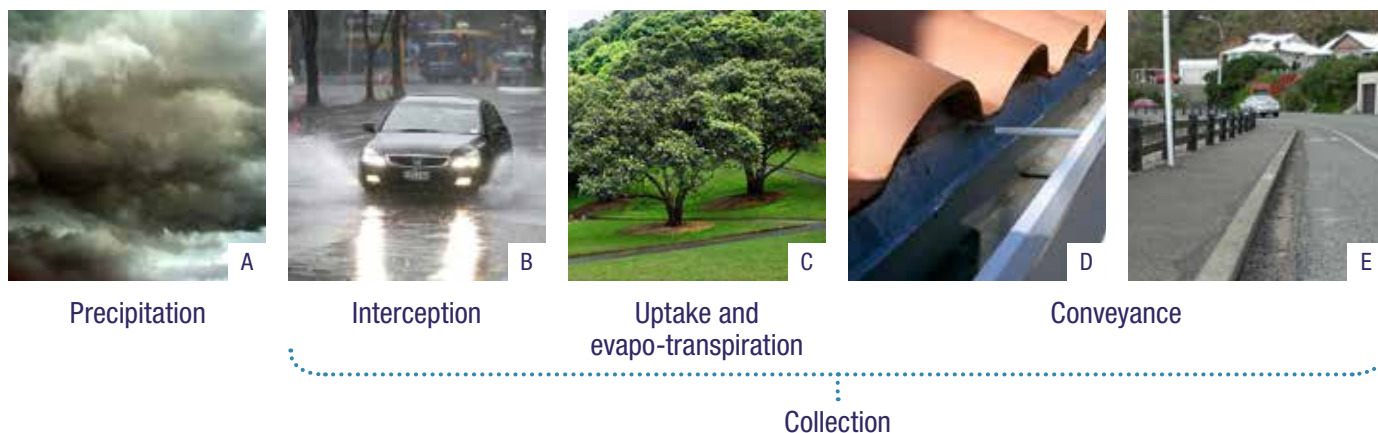 A
B
C
D
E
Precipitation
Interception
Uptake and
evapo-transpiration
Conveyance
Collection